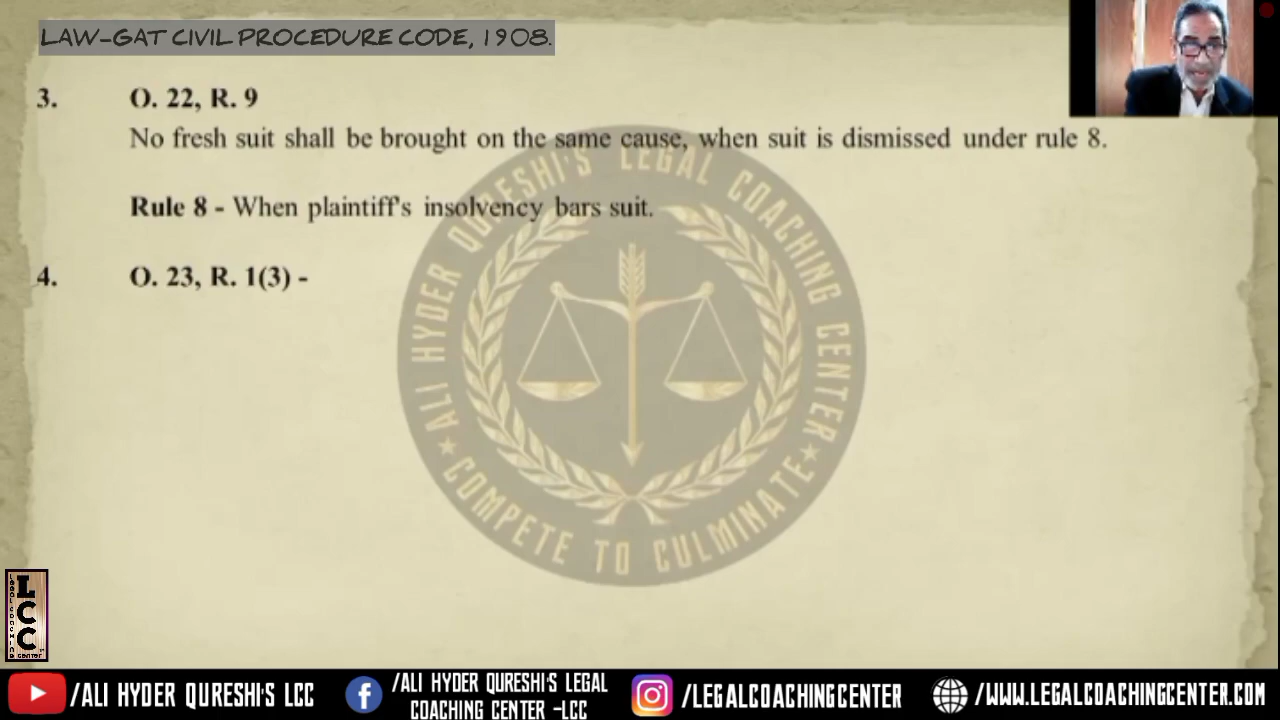 LAW-GAT CIVIL PROCEDURE CODE, 1908.
3. O. 22, R. 9
No fresh suit shall be brought on the same cause, when suit is dismissed under rule 8.
Rule 8 - When plaintiff's insolvency bars suit.
4. O. 23, R. 1(3) -
ALI HYDER QURESHI'S LEGAL COACHING CENTER
COMPETE TO CULMINATE
LEGAL COACHING CENTER
LCC
/ALI HYDER QURESHI'S LCC
/ALI HYDER QURESHI'S LEGAL
COACHING CENTER -LCC
/LEGALCOACHINGCENTER
/WWW.LEGALCOACHINGCENTER.COM